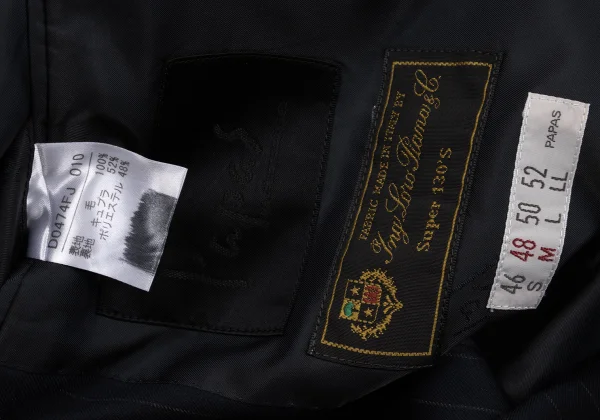 D0474FJ 010
表地 毛 100%
裏地 キュプラ 52%
ポリエステル 48%
Papas
FABRIC MADE IN ITALY BY
Ing. Loro Piana & C.
Super 130'S
46 48 50 52
S M L LL
PAPAS